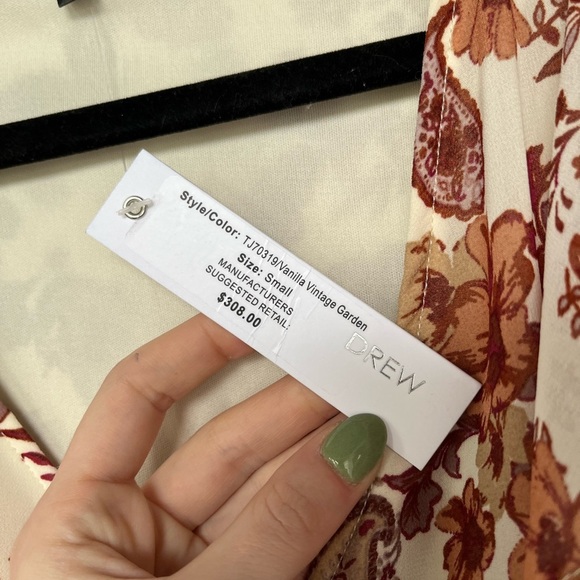 Style/Color: TJ70319/Vanilla Vintage Garden
Size: Small
MANUFACTURERS
SUGGESTED RETAIL:
$308.00
DREW